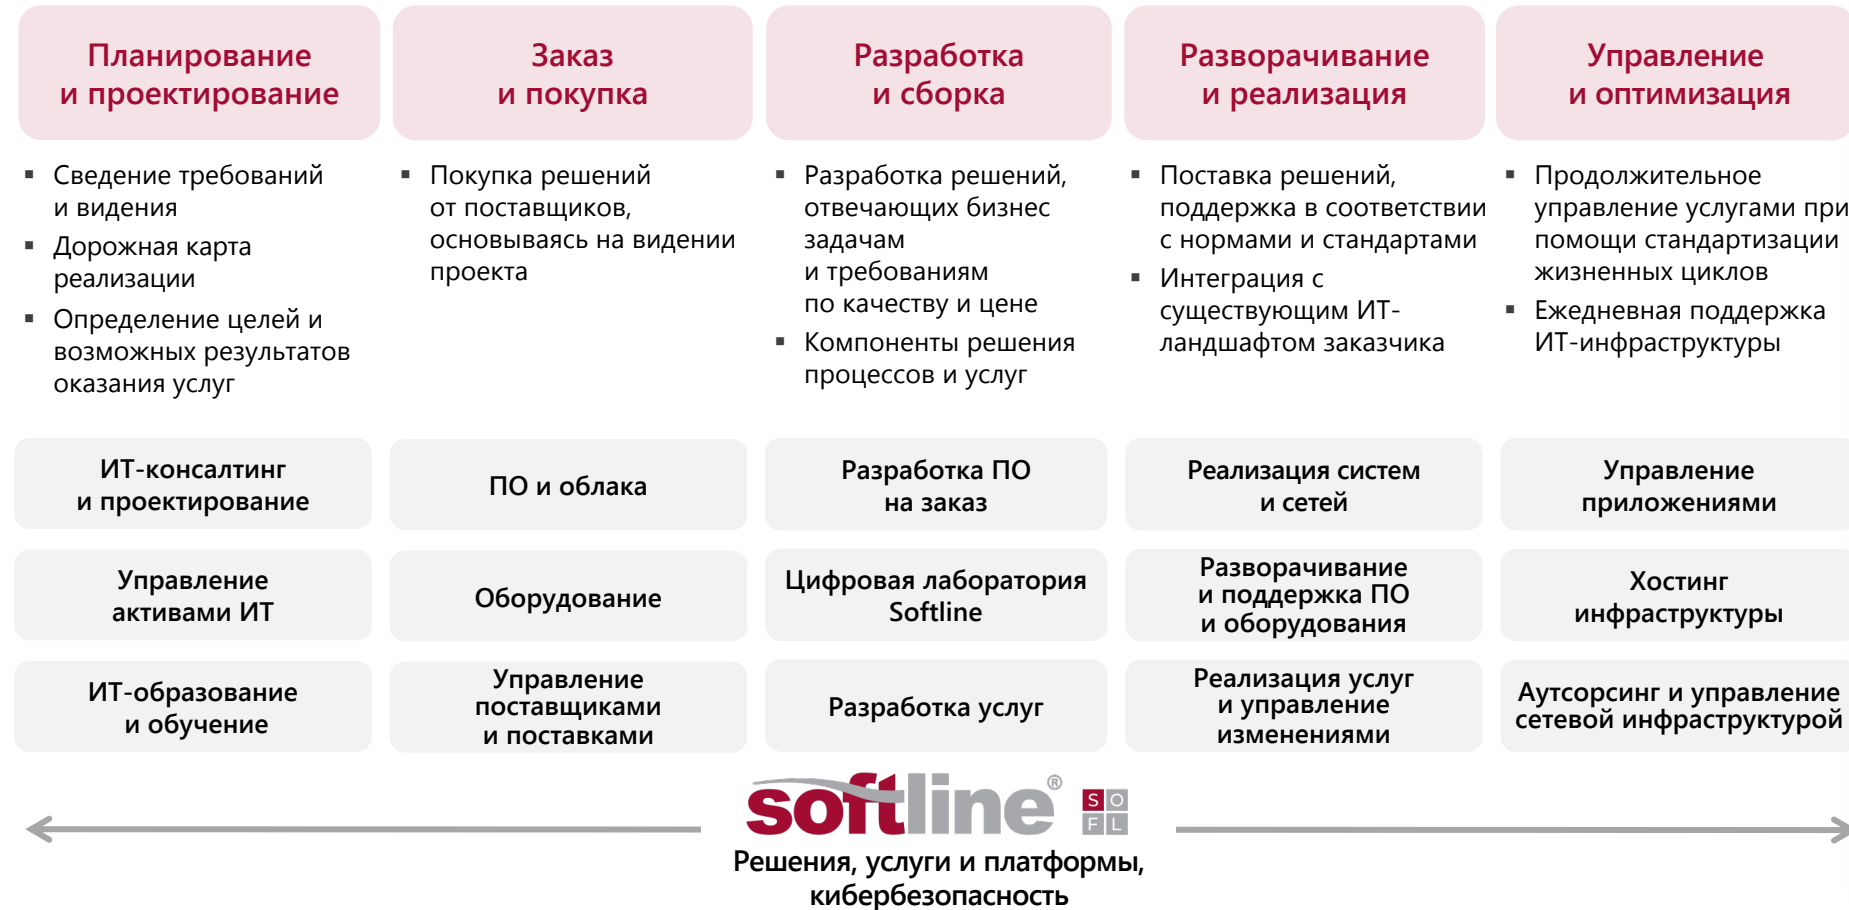 Планирование
и проектирование
Заказ
и покупка
Разработка
и сборка
Разворачивание
и реализация
Управление
и оптимизация
▪ Сведение требований
и видения
▪ Дорожная карта
реализации
▪ Определение целей и
возможных результатов
оказания услуг
▪ Покупка решений
от поставщиков,
основываясь на видении
проекта
▪ Разработка решений,
отвечающих бизнес
задачам
и требованиям
по качеству и цене
▪ Компоненты решения
процессов и услуг
▪ Поставка решений,
поддержка в соответствии
с нормами и стандартами
▪ Интеграция с
существующим ИТ-
ландшафтом заказчика
▪ Продолжительное
управление услугами при
помощи стандартизации
жизненных циклов
▪ Ежедневная поддержка
ИТ-инфраструктуры
ИТ-консалтинг
и проектирование
ПО и облака
Разработка ПО
на заказ
Реализация систем
и сетей
Управление
приложениями
Управление
активами ИТ
Оборудование
Цифровая лаборатория
Softline
Разворачивание
и поддержка ПО
и оборудования
Хостинг
инфраструктуры
ИТ-образование
и обучение
Управление
поставщиками
и поставками
Разработка услуг
Реализация услуг
и управление
изменениями
Аутсорсинг и управление
сетевой инфраструктурой
softline®
SO
FL
Решения, услуги и платформы,
кибербезопасность